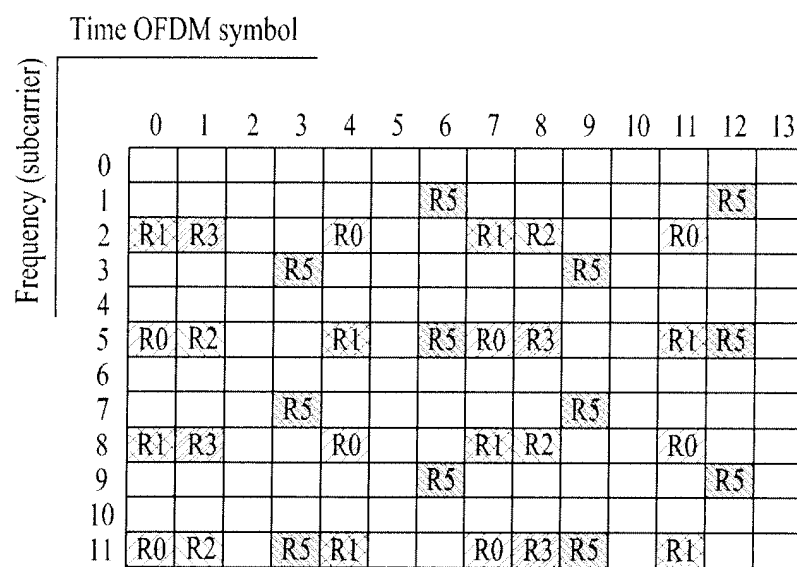 Time OFDM symbol
Frequency (subcarrier)
0 1 2 3 4 5 6 7 8 9 10 11 12 13
0
1 R5 R5
2 R1 R3 R0 R1 R2 R0
3 R5 R5
4
5 R0 R2 R1 R5 R0 R3 R1 R5
6
7 R5 R5
8 R1 R3 R0 R1 R2 R0
9 R5 R5
10
11 R0 R2 R5 R1 R0 R3 R5 R1